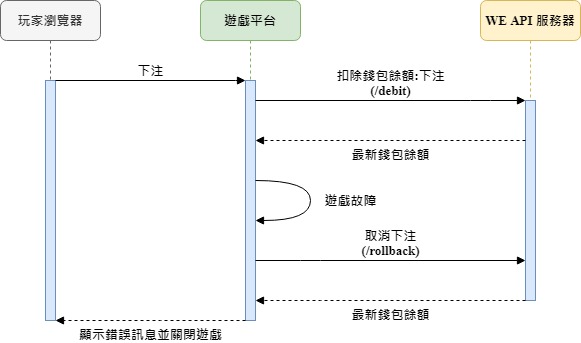 玩家瀏覽器
遊戲平台
WE API 服務器
下注
扣除錢包餘額:下注
(/debit)
最新錢包餘額
遊戲故障
取消下注
(/rollback)
最新錢包餘額
顯示錯誤訊息並關閉遊戲